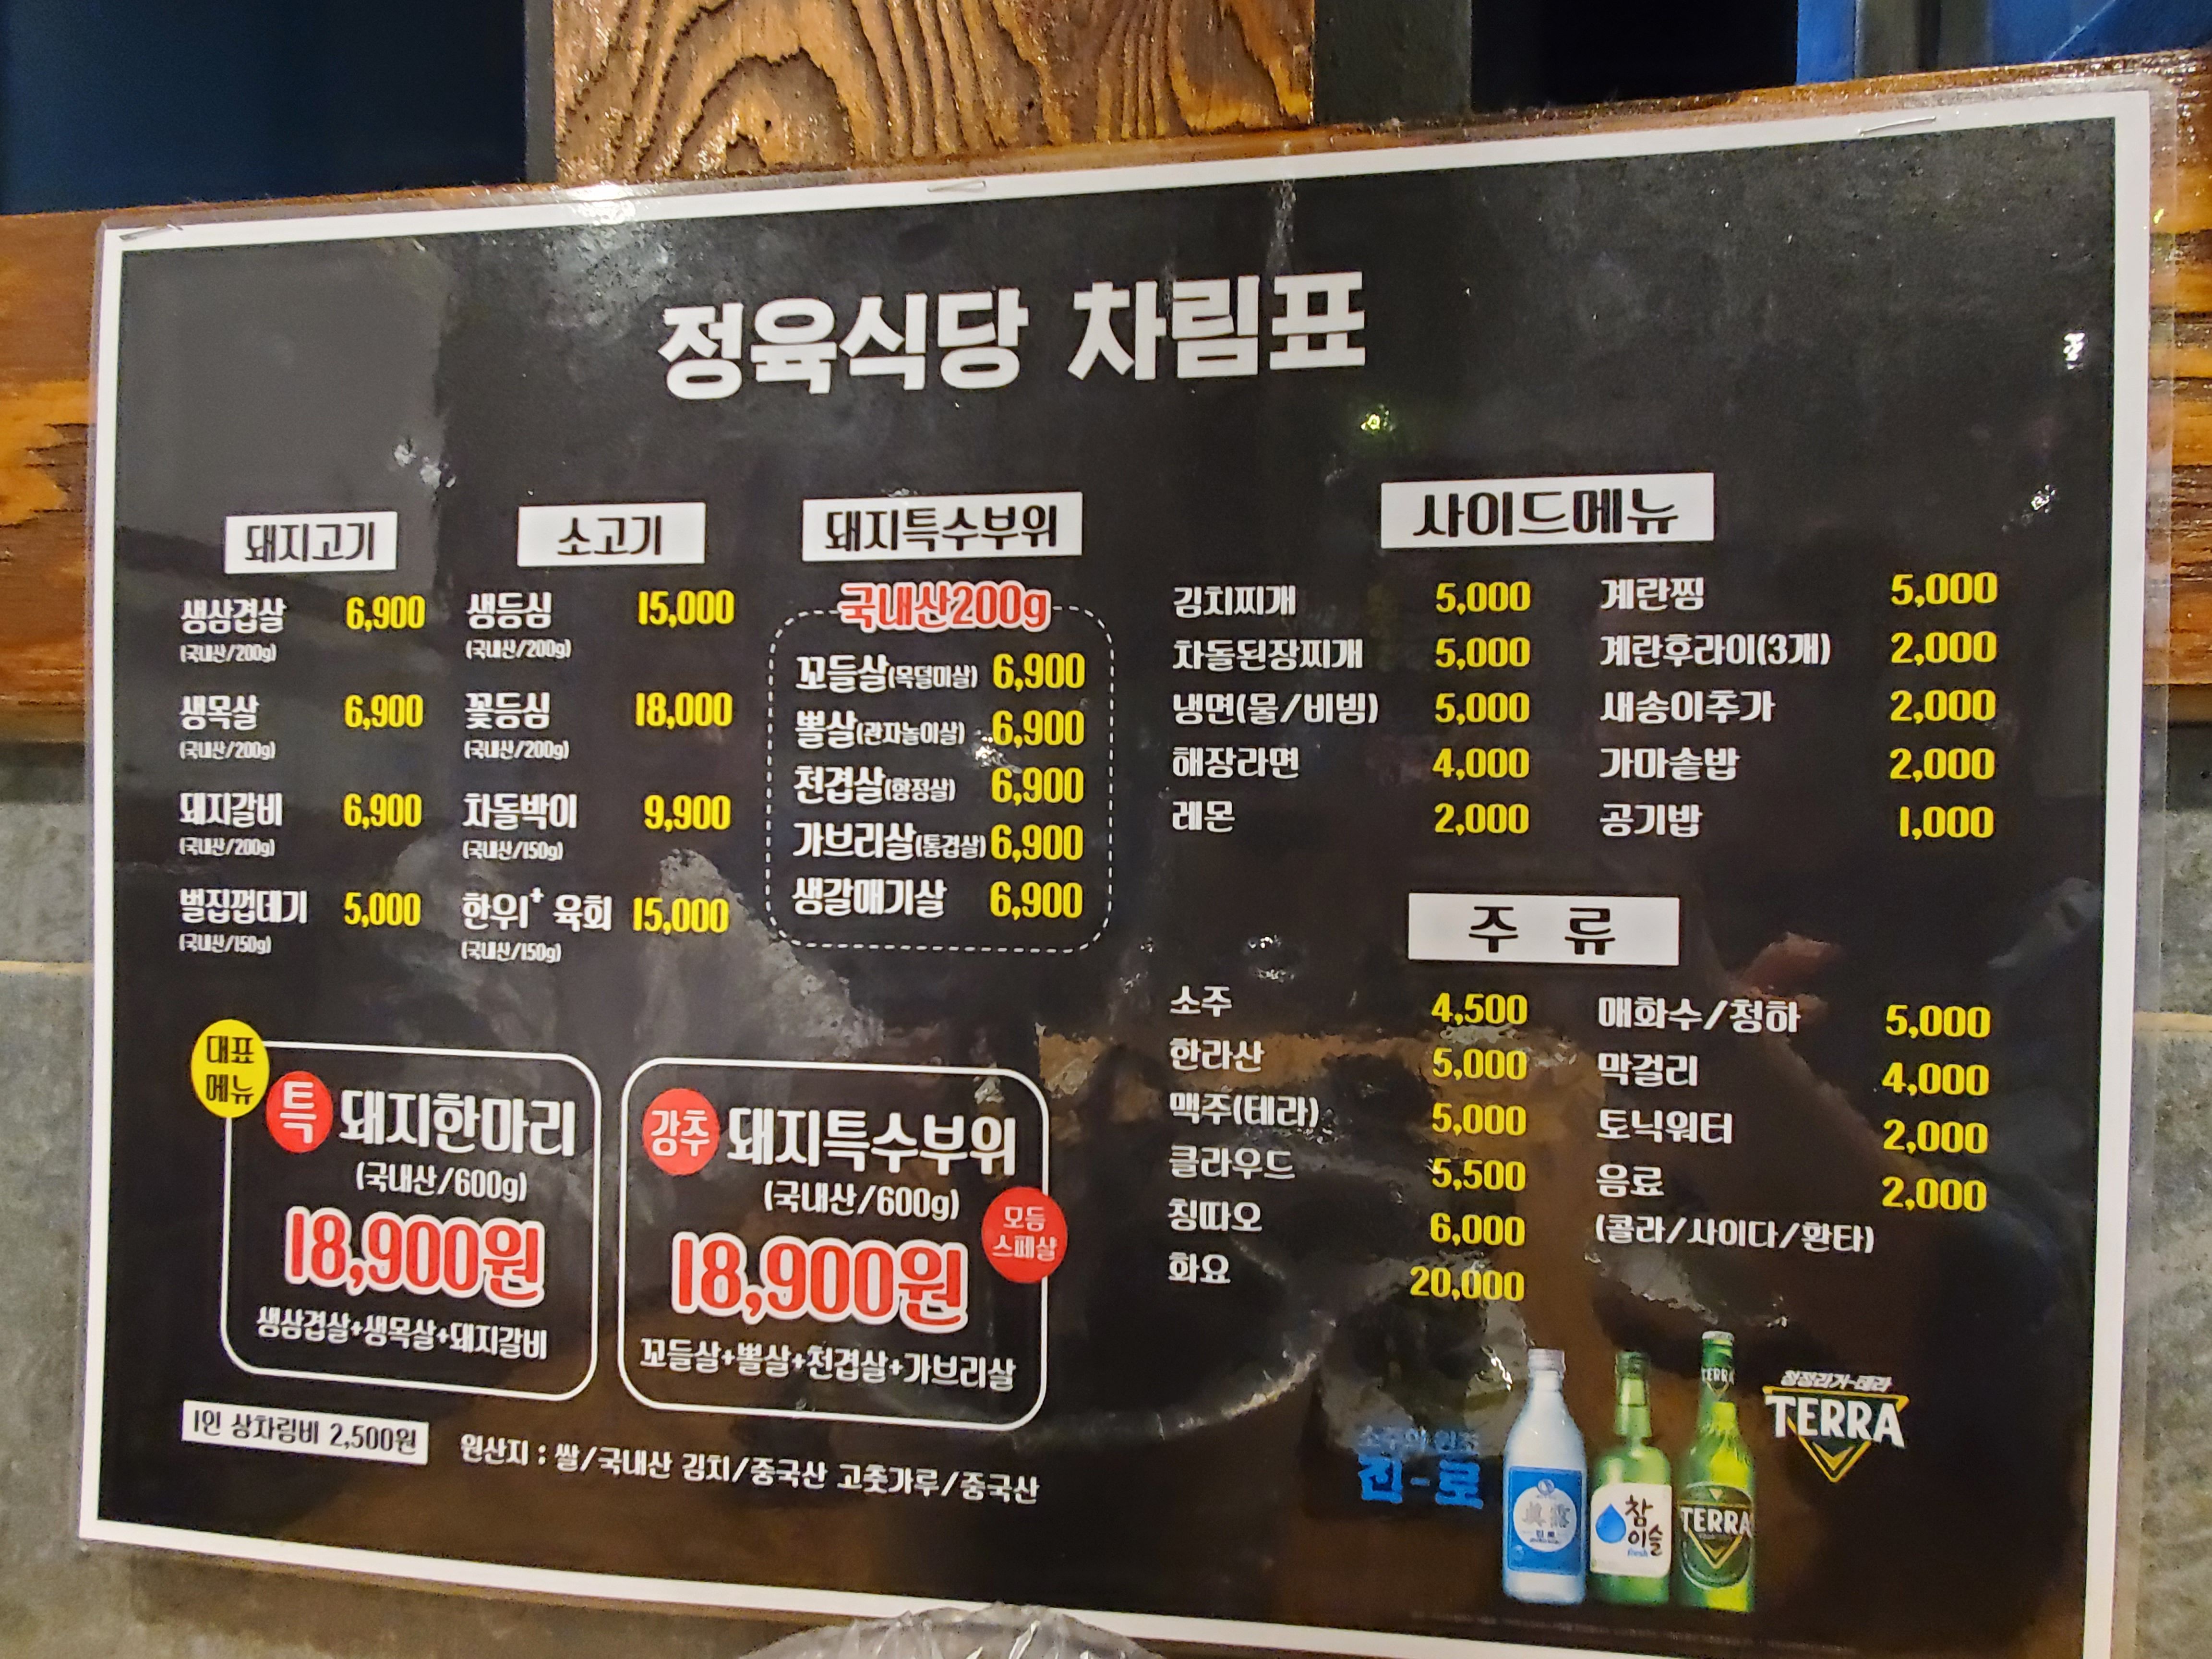 정육식당 차림표
돼지고기
생삼겹살 6,900
(국내산/200g)
생목살 6,900
(국내산/200g)
돼지갈비 6,900
(국내산/200g)
벌집껍데기 5,000
(국내산/150g)
소고기
생등심 15,000
(국내산/200g)
꽃등심 18,000
(국내산/200g)
차돌박이 9,900
(국내산/150g)
한우1+ 육회 15,000
(국내산/150g)
돼지특수부위
국내산200g
꼬들살(목덜미살) 6,900
뽈살(관자놀이살) 6,900
천겹살(항정살) 6,900
가브리살(통겹살) 6,900
생갈매기살 6,900
사이드메뉴
김치찌개 5,000
차돌된장찌개 5,000
냉면(물/비빔) 5,000
해장라면 4,000
레몬 2,000
계란찜 5,000
계란후라이(3개) 2,000
새송이추가 2,000
가마솥밥 2,000
공기밥 1,000
주 류
소주 4,500
한라산 5,000
맥주(테라) 5,000
클라우드 5,500
칭따오 6,000
화요 20,000
매화수/청하 5,000
막걸리 4,000
토닉워터 2,000
음료 2,000
(콜라/사이다/환타)
대표
메뉴
특 돼지한마리
(국내산/600g)
18,900원
생삼겹살+생목살+돼지갈비
강추 돼지특수부위
(국내산/600g)
모듬
스페샬
18,900원
꼬들살+뽈살+천겹살+가브리살
1인 상차림비 2,500원
원산지 : 쌀/국내산 김치/중국산 고춧가루/중국산
소주의 원조
진-로
眞露
참
이슬
fresh
TERRA
TERRA
청정라거-테라
TERRA